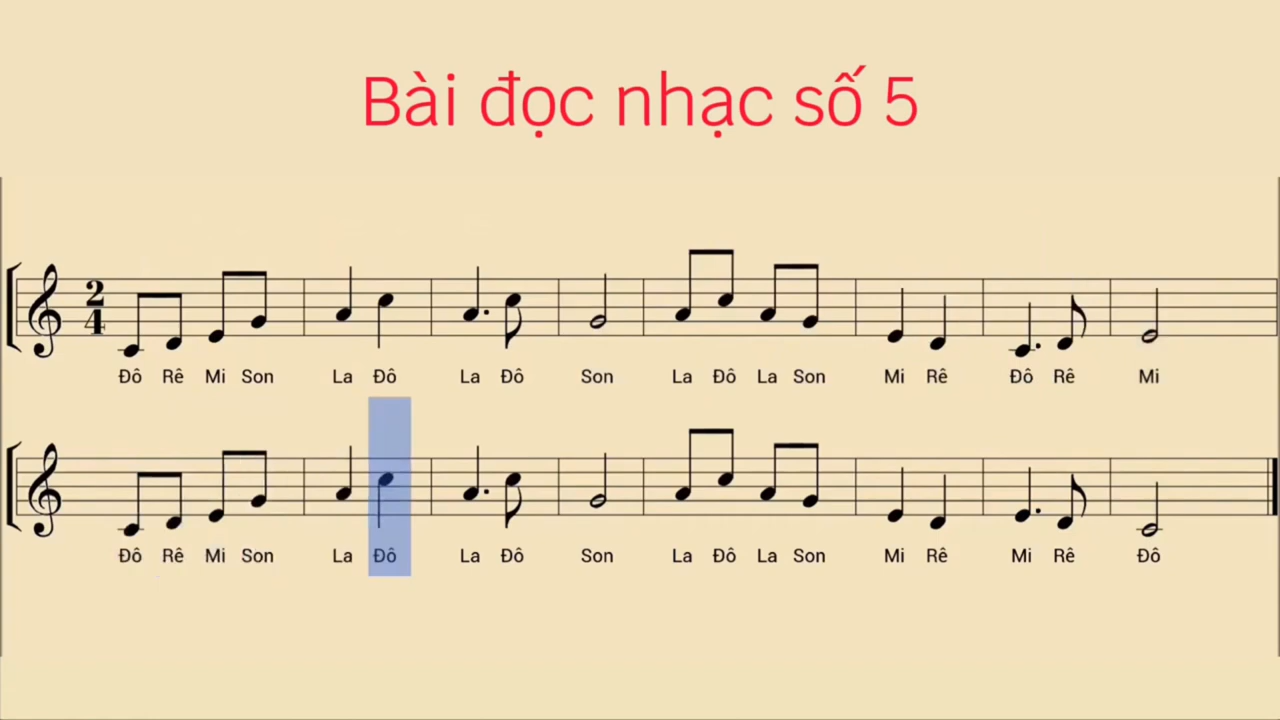 Bài đọc nhạc số 5
2
4
Đô Rê Mi Son La Đô La Đô Son La Đô La Son Mi Rê Đô Rê Mi
Đô Rê Mi Son La Đô La Đô Son La Đô La Son Mi Rê Mi Rê Đô